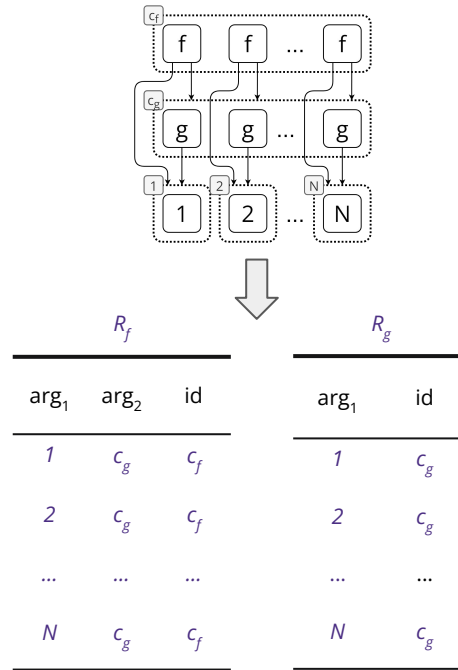 c_f
f f ... f
c_g
g g ... g
1 2 N
1 2 ... N
R_f R_g
arg_1 arg_2 id arg_1 id
1 c_g c_f 1 c_g
2 c_g c_f 2 c_g
... ... ... ... ...
N c_g c_f N c_g